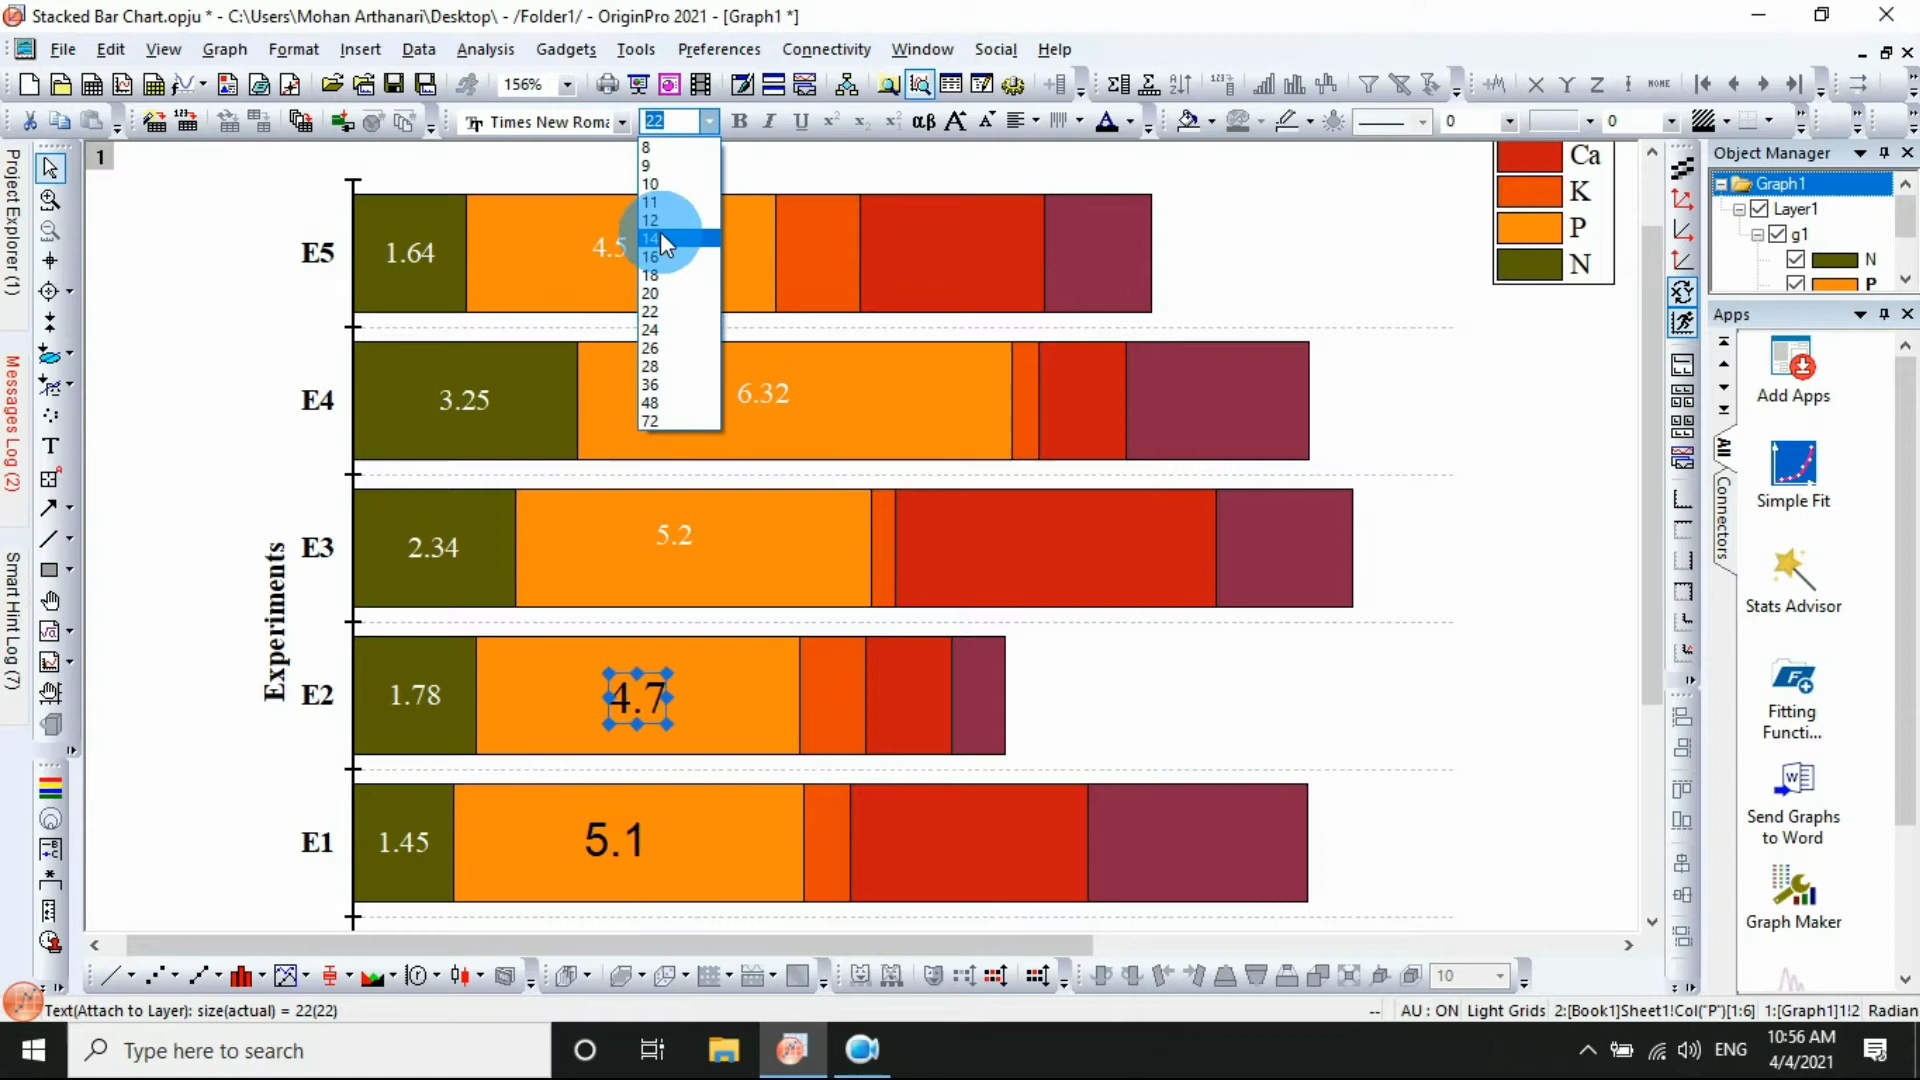 Stacked Bar Chart.opju * - C:\Users\Mohan Arthanari\Desktop\ - /Folder1/ - OriginPro 2021 - [Graph1 *]
File Edit View Graph Format Insert Data Analysis Gadgets Tools Preferences Connectivity Window Social Help
156%
HOME
Times New Roma
22
B I U
αβ
0
0
Project Explorer (1)
Messages Log (2)
Smart Hint Log (7)
1
8
9
10
11
12
14
16
18
20
22
24
26
28
36
48
72
Ca
K
P
N
Experiments
E5
1.64
4.5
E4
3.25
6.32
E3
2.34
5.2
E2
1.78
4.7
E1
1.45
5.1
Object Manager
Graph1
Layer1
g1
N
P
Apps
All
Connectors
Add Apps
Simple Fit
Stats Advisor
Fitting
Functi...
Send Graphs
to Word
Graph Maker
10
Text(Attach to Layer): size(actual) = 22(22)
-- AU : ON Light Grids 2:[Book1]Sheet1!Col("P")[1:6] 1:[Graph1]1!2 Radian
Type here to search
ENG
10:56 AM
4/4/2021